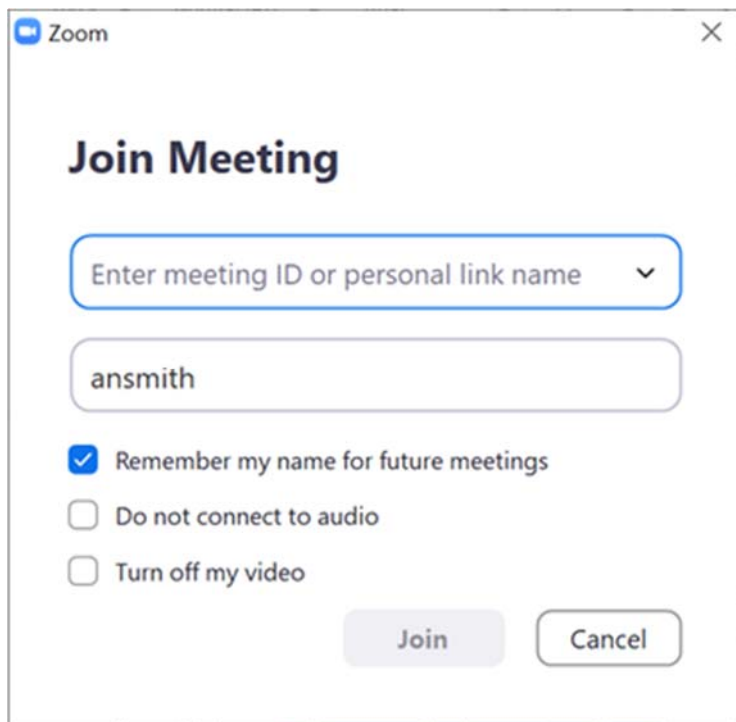 Zoom
Join Meeting
Enter meeting ID or personal link name
ansmith
Remember my name for future meetings
Do not connect to audio
Turn off my video
Join Cancel